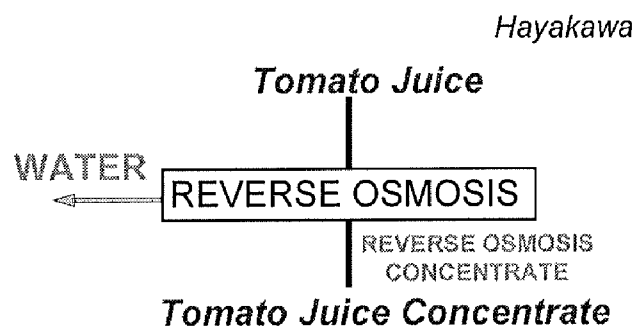 Hayakawa
Tomato Juice
WATER
REVERSE OSMOSIS
REVERSE OSMOSIS
CONCENTRATE
Tomato Juice Concentrate